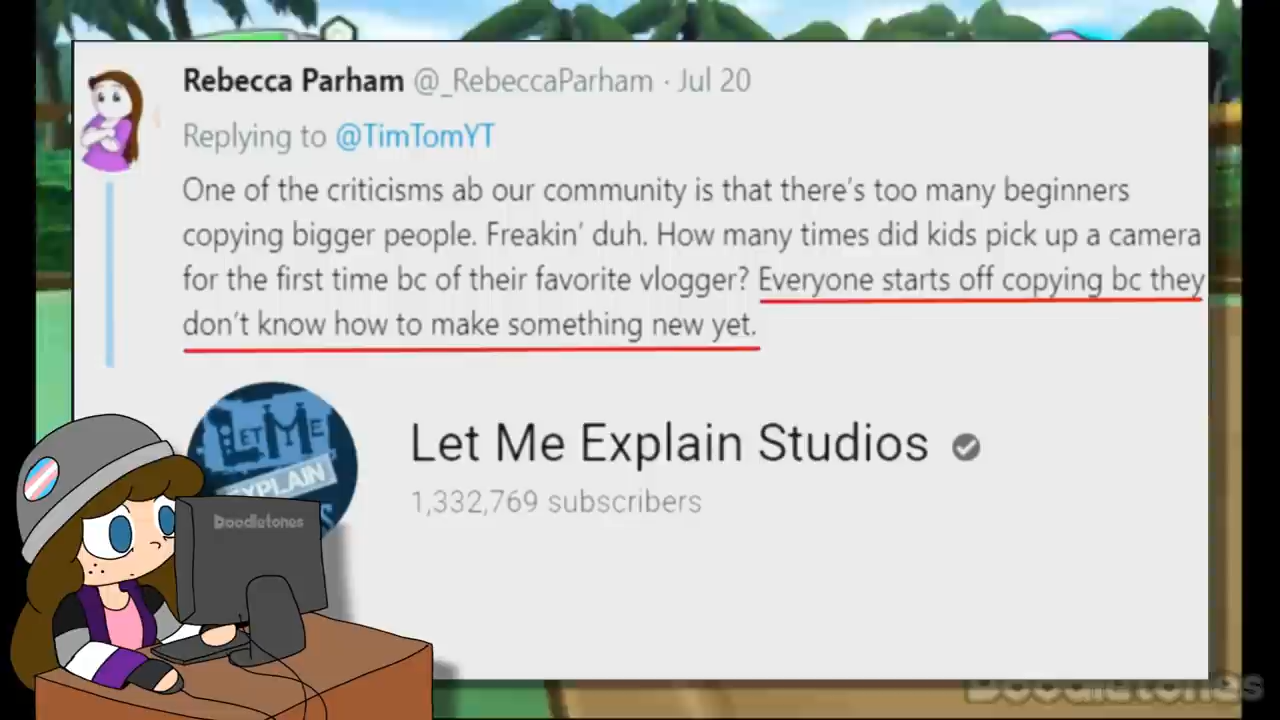 Rebecca Parham @_RebeccaParham · Jul 20
Replying to @TimTomYT
One of the criticisms ab our community is that there's too many beginners
copying bigger people. Freakin' duh. How many times did kids pick up a camera
for the first time bc of their favorite vlogger? Everyone starts off copying bc they
don't know how to make something new yet.
LET ME
EXPLAIN
Let Me Explain Studios
1,332,769 subscribers
Doodletones
Doodletones